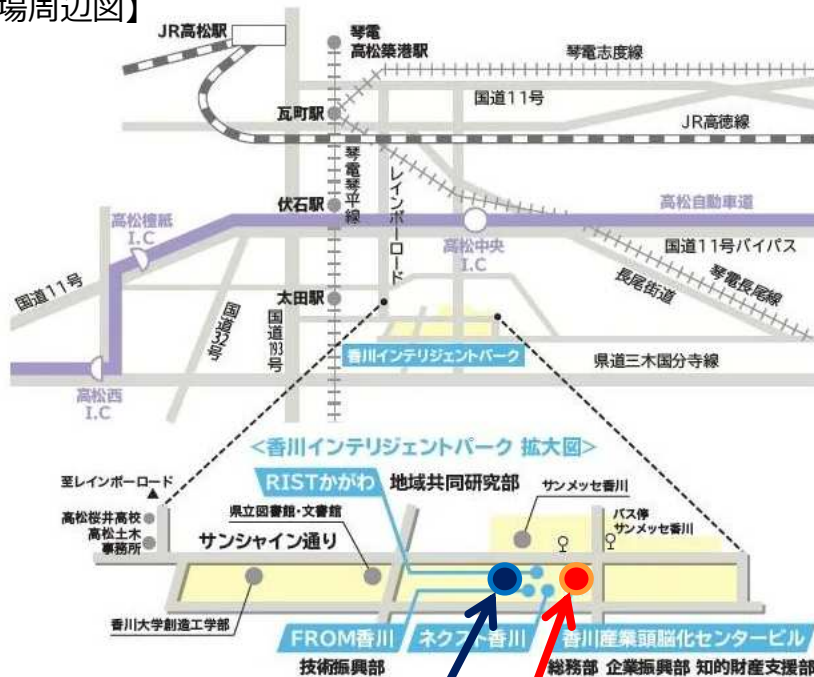 場周辺図】
JR高松駅
琴電
高松築港駅
琴電志度線
国道11号
瓦町駅
JR高徳線
琴電琴平線
レインボーロード
伏石駅
高松自動車道
高松檀紙
I.C
高松中央
I.C
国道11号バイパス
国道11号
太田駅
長尾街道
琴電長尾線
国道32号
国道193号
香川インテリジェントパーク
県道三木国分寺線
高松西
I.C
<香川インテリジェントパーク 拡大図>
至レインボーロード
RISTかがわ 地域共同研究部
サンメッセ香川
高松桜井高校
県立図書館・文書館
バス停
サンメッセ香川
高松土木
事務所
サンシャイン通り
香川大学創造工学部
FROM香川
ネクスト香川
香川産業頭脳化センタービル
技術振興部
総務部 企業振興部 知的財産支援部